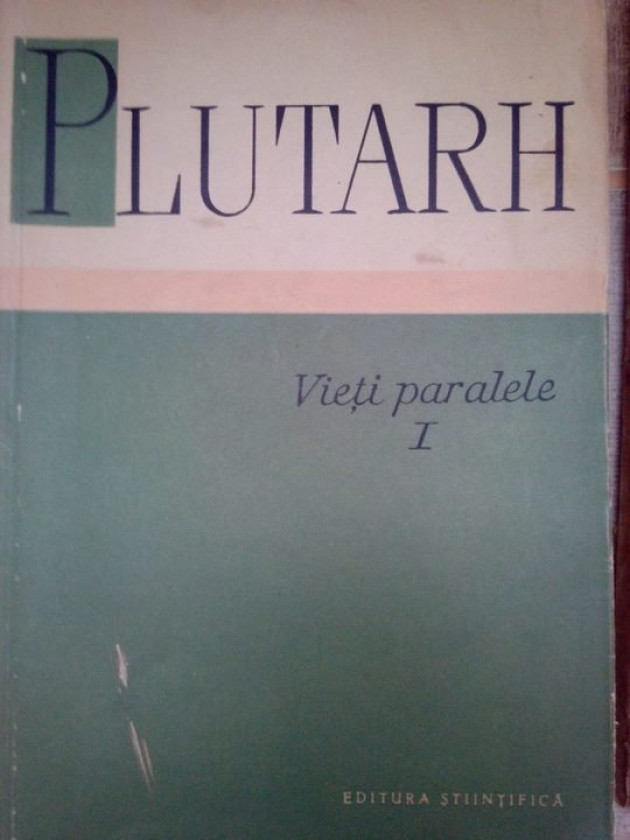 PLUTARH
Vieți paralele
I
EDITURA ȘTIINȚIFICĂ